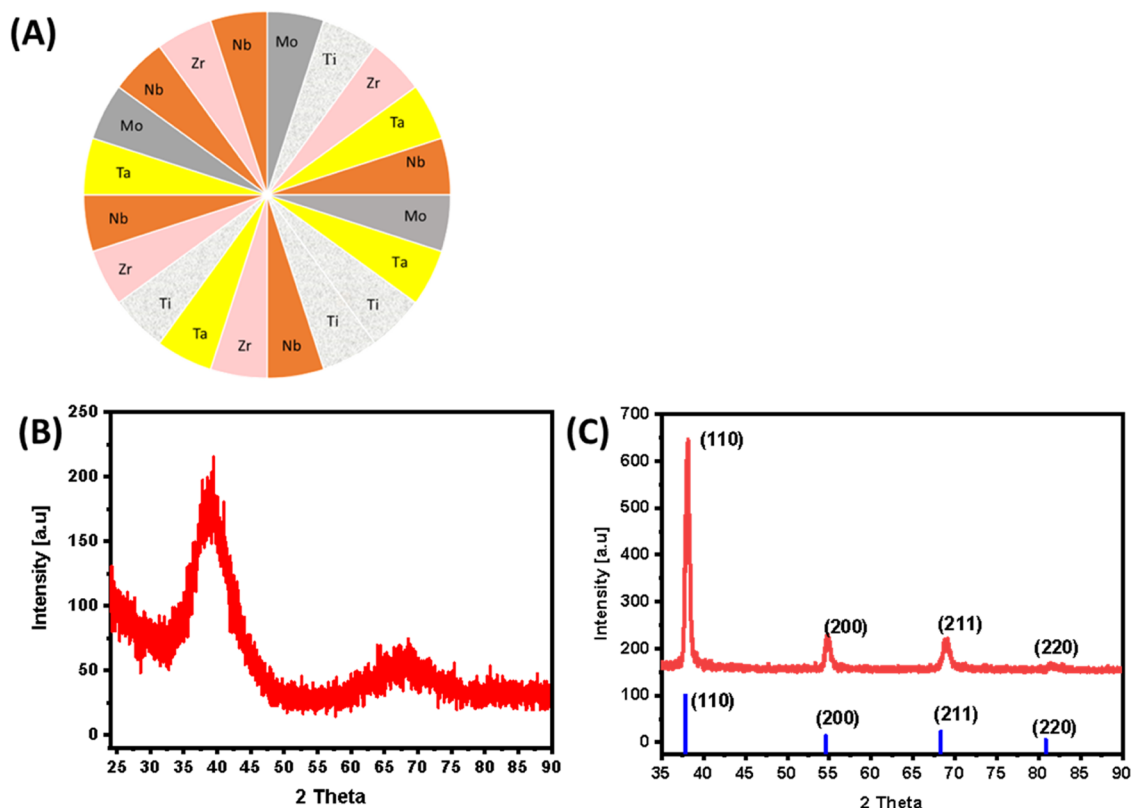 (A)
Nb
Mo
Ti
Zr
Ta
Nb
Mo
Ta
Ti
Ti
Nb
Zr
Ta
Ti
Zr
Nb
Ta
Mo
Nb
Zr
(B)
250
200
150
100
50
0
Intensity [a.u]
25 30 35 40 45 50 55 60 65 70 75 80 85 90
2 Theta
(C)
700
600
500
400
300
200
100
0
Intensity [a.u]
(110)
(200)
(211)
(220)
(110)
(200)
(211)
(220)
35 40 45 50 55 60 65 70 75 80 85 90
2 Theta